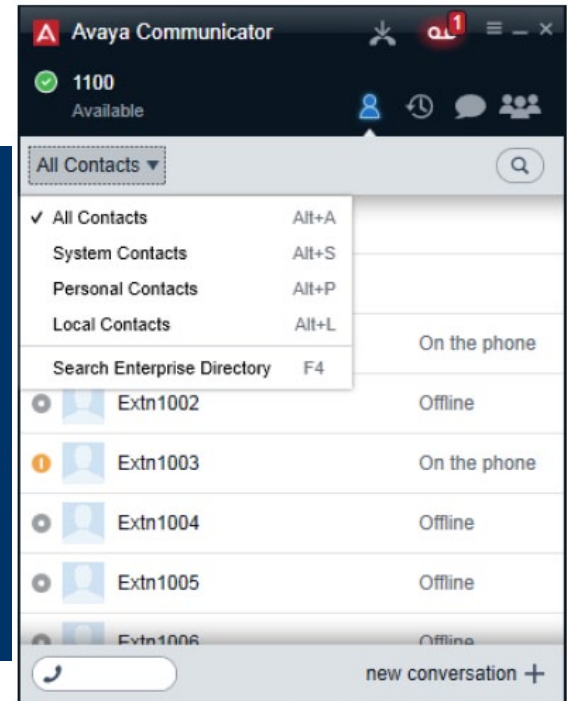 Avaya Communicator
1
1100
Available
All Contacts
✓ All Contacts Alt+A
System Contacts Alt+S
Personal Contacts Alt+P
Local Contacts Alt+L
On the phone
Search Enterprise Directory F4
Extn1002 Offline
Extn1003 On the phone
Extn1004 Offline
Extn1005 Offline
Extn1006 Offline
new conversation +